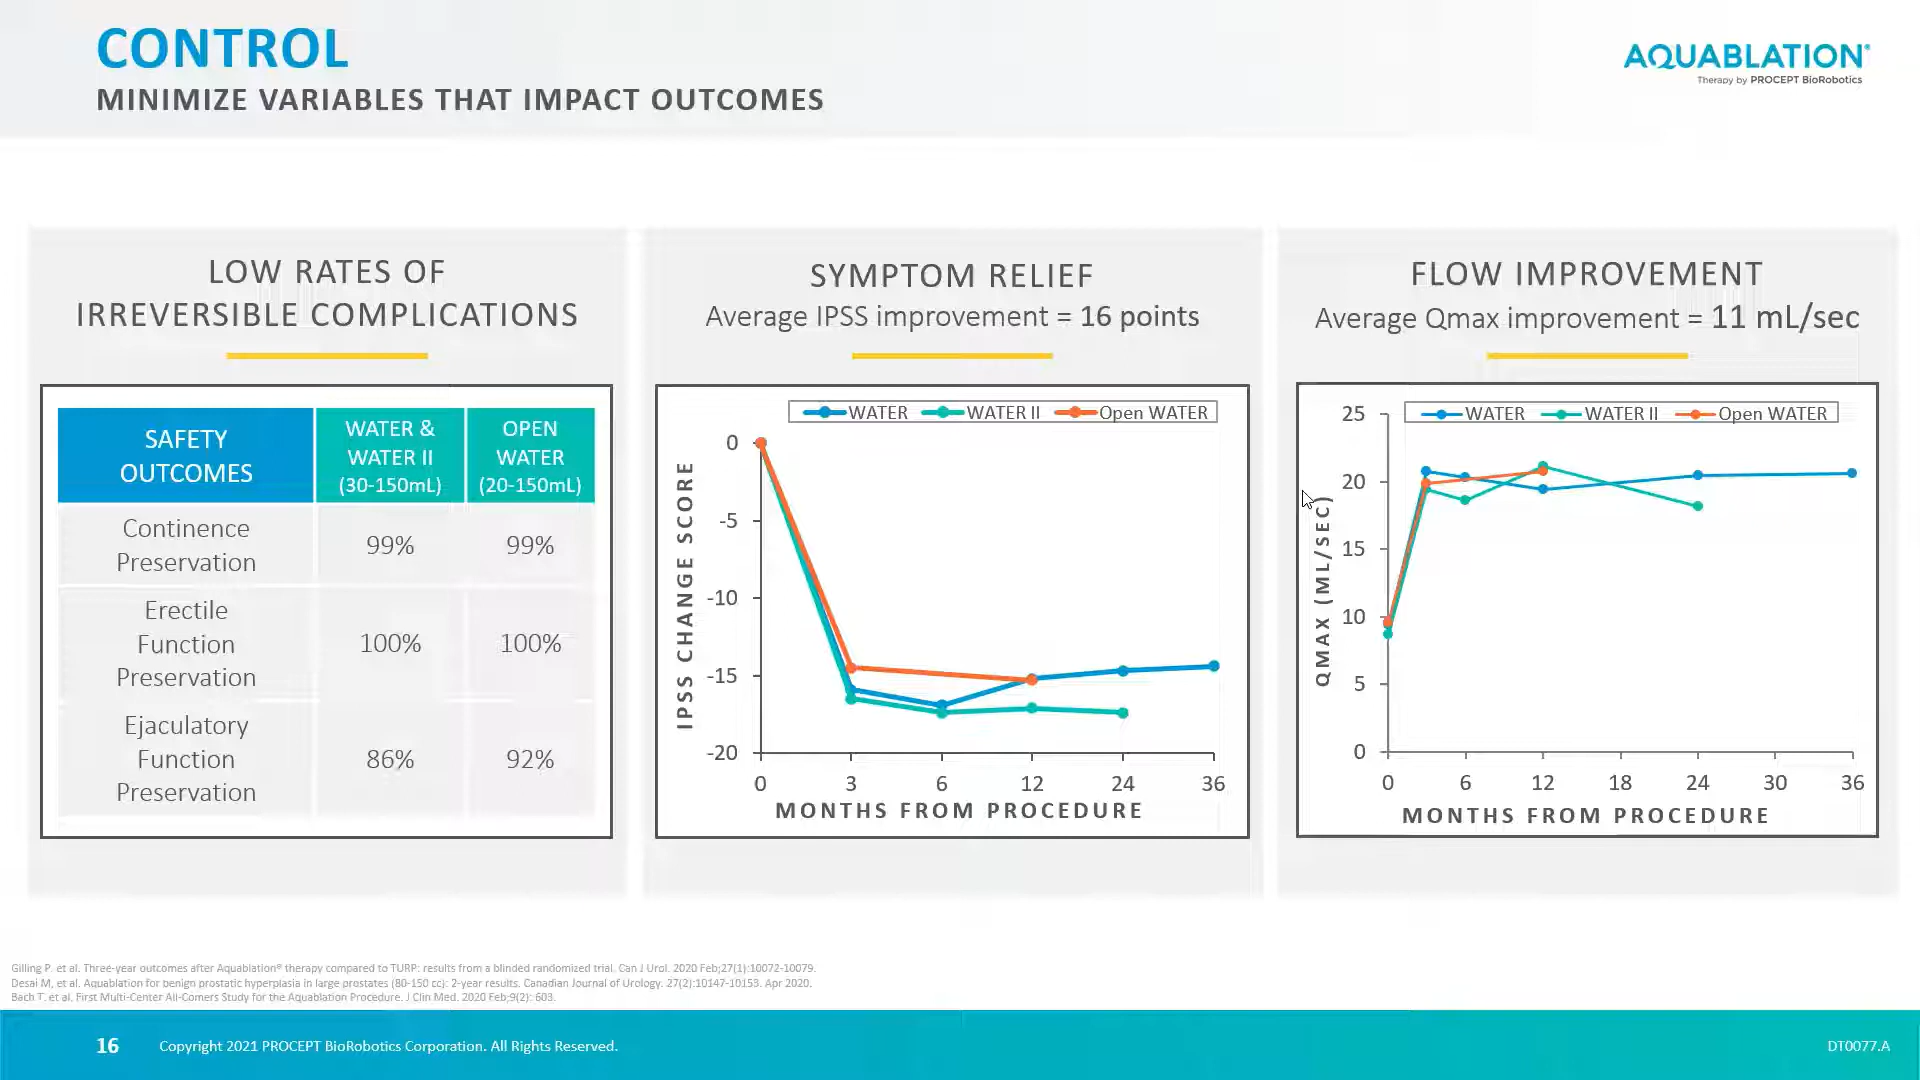 CONTROL
MINIMIZE VARIABLES THAT IMPACT OUTCOMES
AQUABLATION®
Therapy by PROCEPT BioRobotics
LOW RATES OF
IRREVERSIBLE COMPLICATIONS
SAFETY
OUTCOMES
WATER &
WATER II
(30-150mL)
OPEN
WATER
(20-150mL)
Continence
Preservation
99%
99%
Erectile
Function
Preservation
100%
100%
Ejaculatory
Function
Preservation
86%
92%
SYMPTOM RELIEF
Average IPSS improvement = 16 points
WATER
WATER II
Open WATER
IPSS CHANGE SCORE
0
-5
-10
-15
-20
0 3 6 12 24 36
MONTHS FROM PROCEDURE
FLOW IMPROVEMENT
Average Qmax improvement = 11 mL/sec
WATER
WATER II
Open WATER
QMAX (ML/SEC)
25
20
15
10
5
0
0 6 12 18 24 30 36
MONTHS FROM PROCEDURE
Gilling P. et al. Three-year outcomes after Aquablation® therapy compared to TURP: results from a blinded randomized trial. Can J Urol. 2020 Feb;27(1):10072-10079.
Desai M, et al. Aquablation for benign prostatic hyperplasia in large prostates (80-150 cc): 2-year results. Canadian Journal of Urology. 27(2):10147-10153. Apr 2020.
Bach T. et al, First Multi-Center All-Comers Study for the Aquablation Procedure. J Clin Med. 2020 Feb;9(2): 603.
16
Copyright 2021 PROCEPT BioRobotics Corporation. All Rights Reserved.
DT0077.A